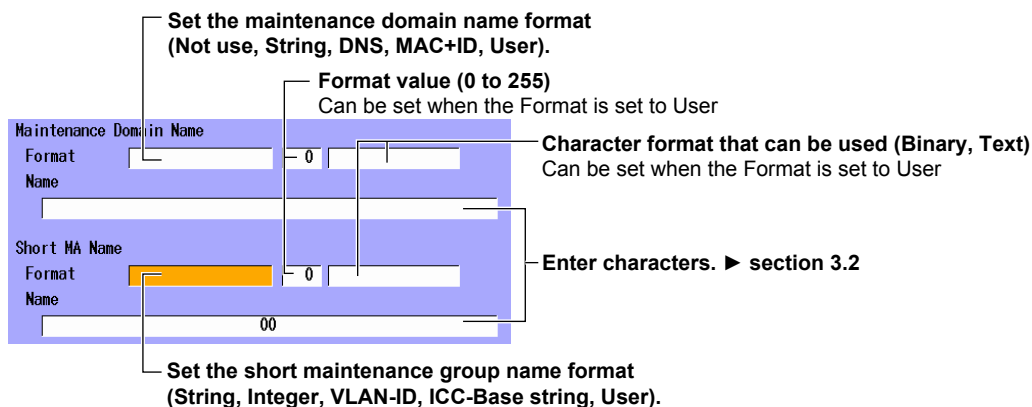 Set the maintenance domain name format
(Not use, String, DNS, MAC+ID, User).
Format value (0 to 255)
Can be set when the Format is set to User
Maintenance Domain Name
Format 0
Character format that can be used (Binary, Text)
Can be set when the Format is set to User
Name
Short MA Name
Format 0
Enter characters. ► section 3.2
Name
00
Set the short maintenance group name format
(String, Integer, VLAN-ID, ICC-Base string, User).